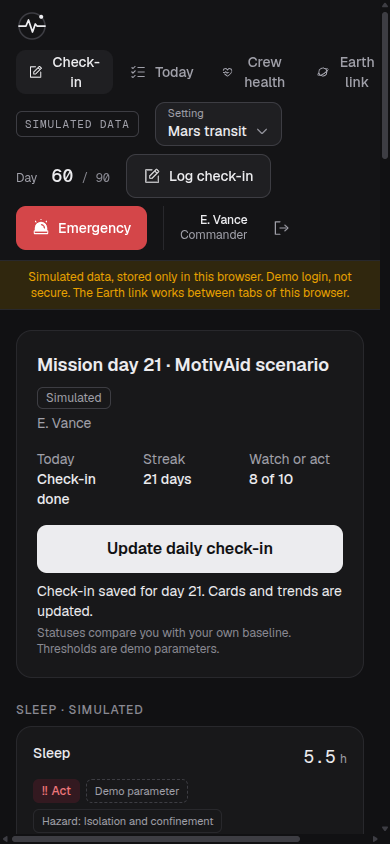 Check-
in
Today
Crew
health
Earth
link
SIMULATED DATA
Setting
Mars transit
Day 60 / 90
Log check-in
Emergency
E. Vance
Commander
Simulated data, stored only in this browser. Demo login, not
secure. The Earth link works between tabs of this browser.
Mission day 21 · MotivAid scenario
Simulated
E. Vance
Today
Check-in
done
Streak
21 days
Watch or act
8 of 10
Update daily check-in
Check-in saved for day 21. Cards and trends are
updated.
Statuses compare you with your own baseline.
Thresholds are demo parameters.
SLEEP · SIMULATED
Sleep
5.5 h
!! Act
Demo parameter
Hazard: Isolation and confinement